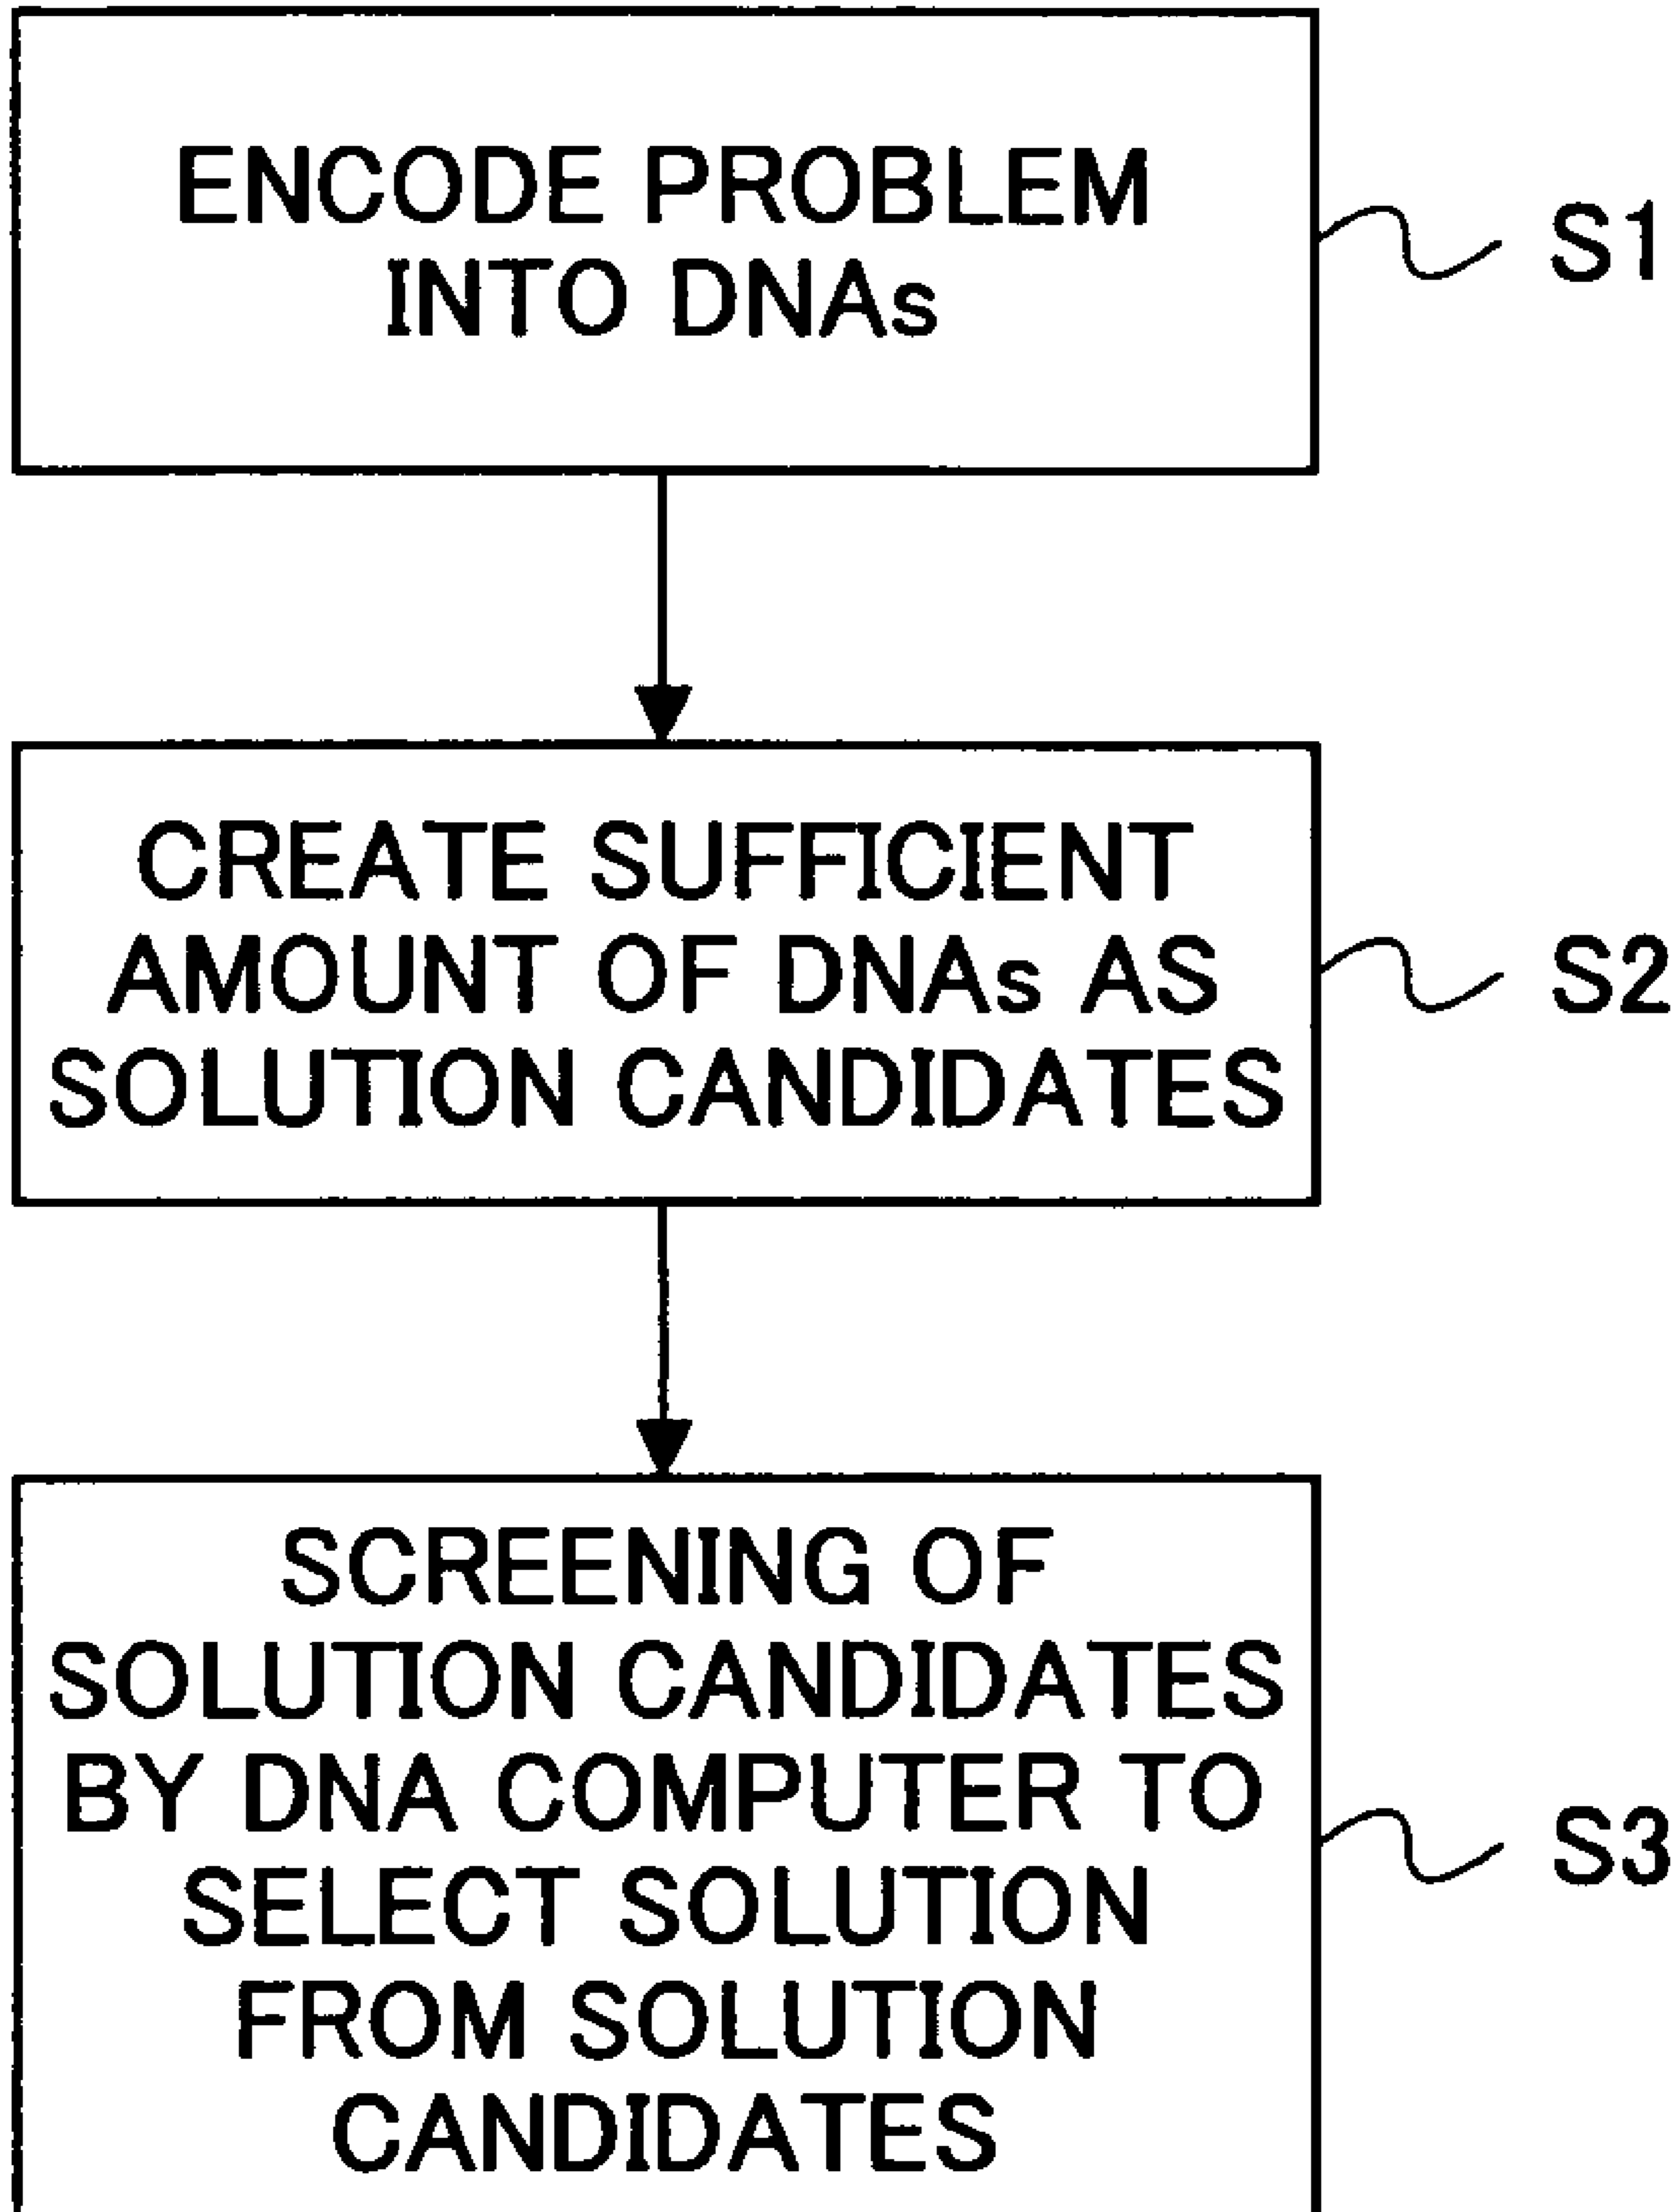 ENCODE PROBLEM
INTO DNAs
S1
CREATE SUFFICIENT
AMOUNT OF DNAs AS
SOLUTION CANDIDATES
S2
SCREENING OF
SOLUTION CANDIDATES
BY DNA COMPUTER TO
SELECT SOLUTION
FROM SOLUTION
CANDIDATES
S3